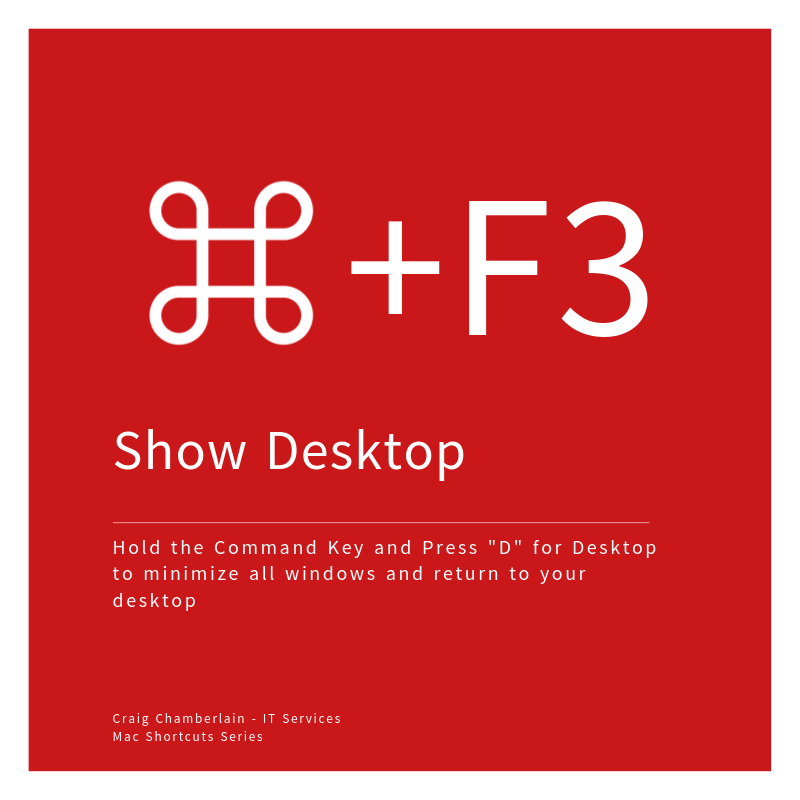 ⌘+F3
Show Desktop
Hold the Command Key and Press "D" for Desktop
to minimize all windows and return to your
desktop
Craig Chamberlain - IT Services
Mac Shortcuts Series